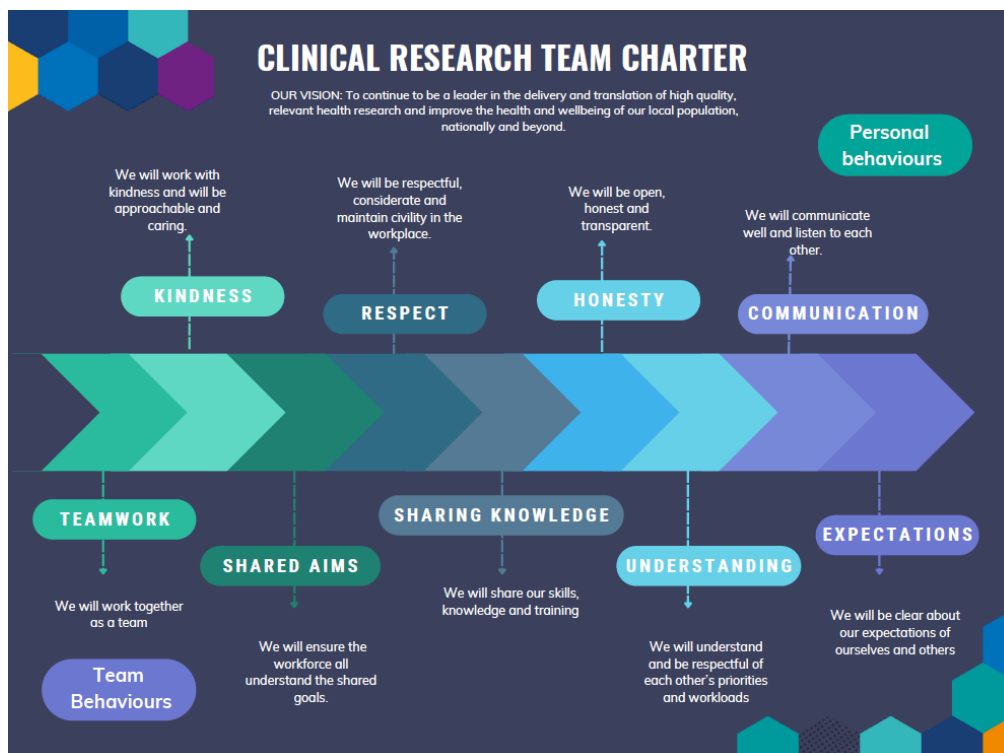 CLINICAL RESEARCH TEAM CHARTER
OUR VISION: To continue to be a leader in the delivery and translation of high quality,
relevant health research and improve the health and wellbeing of our local population,
nationally and beyond.
Personal
behaviours
We will work with
kindness and will be
approachable and
caring.
KINDNESS
We will be respectful,
considerate and
maintain civility in the
workplace.
RESPECT
We will be open,
honest and
transparent.
HONESTY
We will communicate
well and listen to each
other.
COMMUNICATION
TEAMWORK
We will work together
as a team
SHARED AIMS
We will ensure the
workforce all
understand the shared
goals.
SHARING KNOWLEDGE
We will share our skills,
knowledge and training
UNDERSTANDING
We will understand
and be respectful of
each other's priorities
and workloads
EXPECTATIONS
We will be clear about
our expectations of
ourselves and others
Team
Behaviours